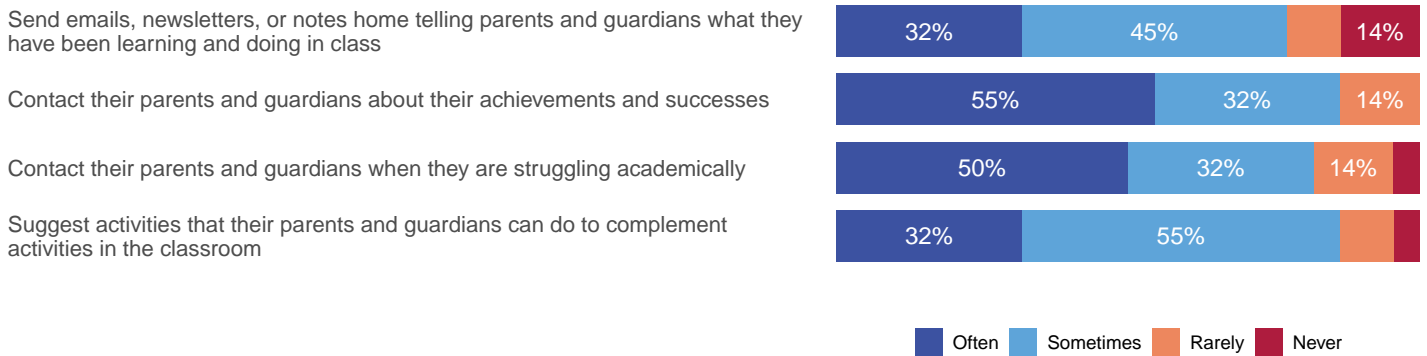 Send emails, newsletters, or notes home telling parents and guardians what they
have been learning and doing in class
32% 45% 14%
Contact their parents and guardians about their achievements and successes
55% 32% 14%
Contact their parents and guardians when they are struggling academically
50% 32% 14%
Suggest activities that their parents and guardians can do to complement
activities in the classroom
32% 55%
Often Sometimes Rarely Never